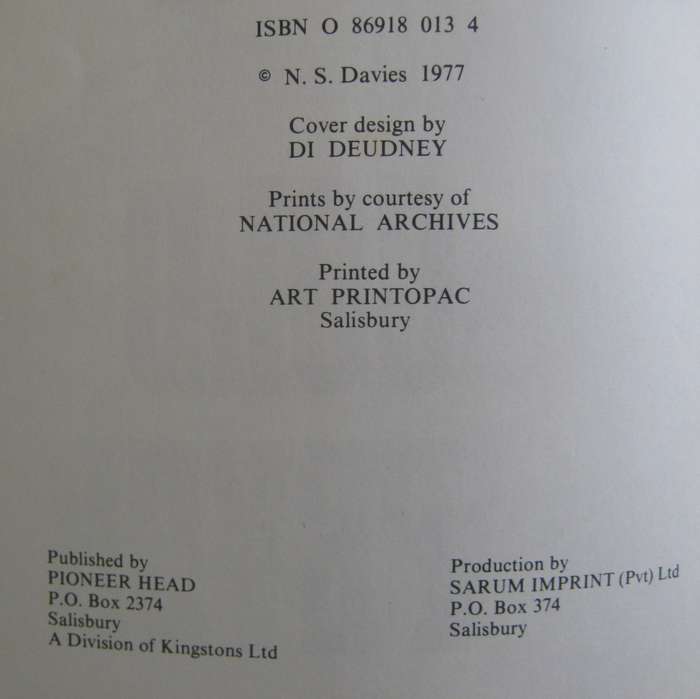 ISBN O 86918 013 4
© N. S. Davies 1977
Cover design by
DI DEUDNEY
Prints by courtesy of
NATIONAL ARCHIVES
Printed by
ART PRINTOPAC
Salisbury
Published by
PIONEER HEAD
P.O. Box 2374
Salisbury
A Division of Kingstons Ltd
Production by
SARUM IMPRINT (Pvt) Ltd
P.O. Box 374
Salisbury